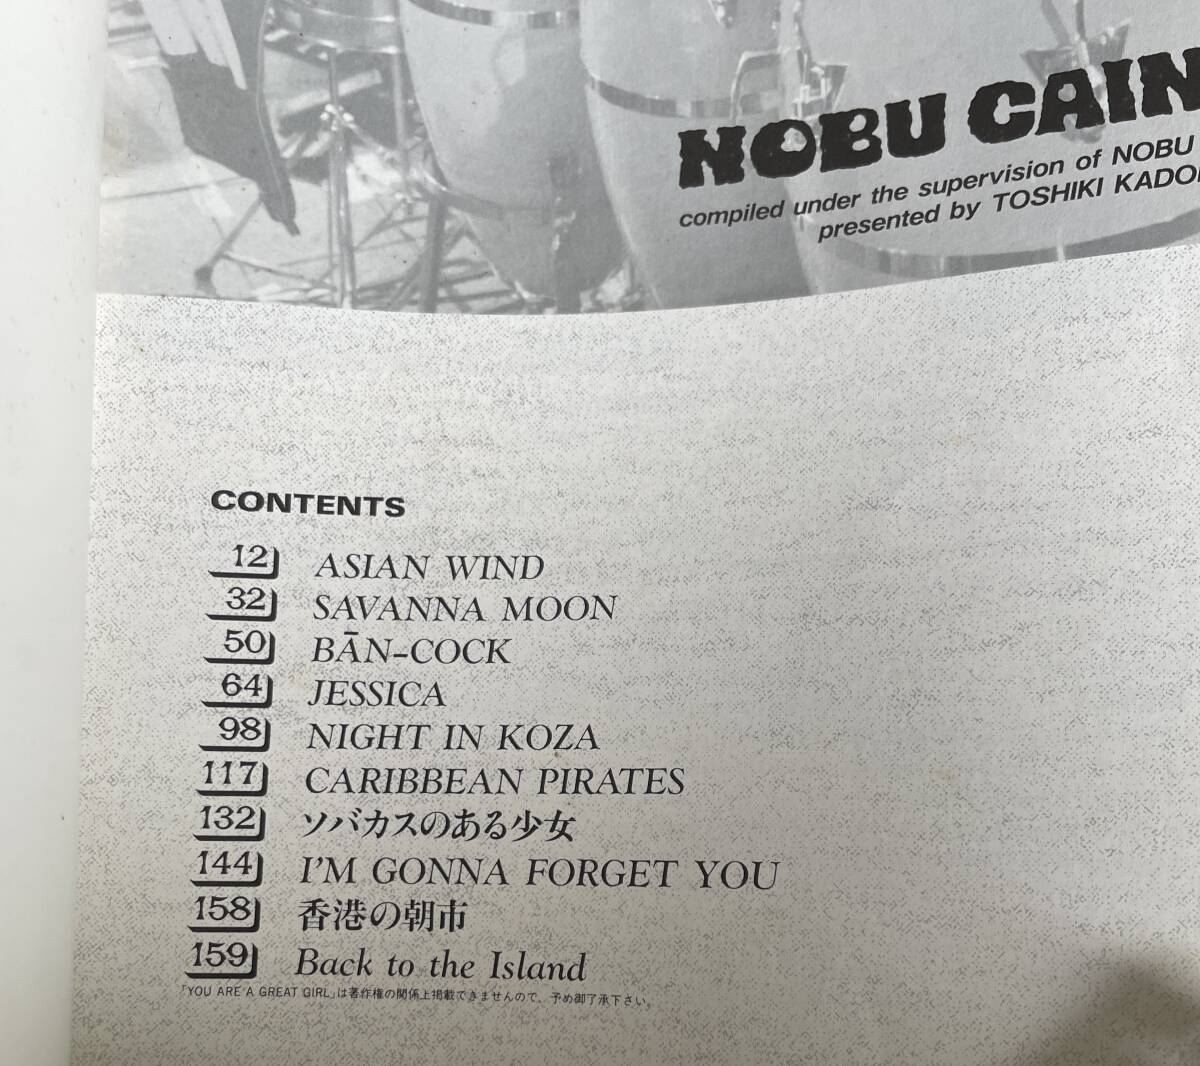 NOBU CAIN
compiled under the supervision of NOBU
presented by TOSHIKI
CONTENTS
12 ASIAN WIND
32 SAVANNA MOON
50 BĀN-COCK
64 JESSICA
98 NIGHT IN KOZA
117 CARIBBEAN PIRATES
132 ソバカスのある少女
144 I'M GONNA FORGET YOU
158 香港の朝市
159 Back to the Island
「YOU ARE A GREAT GIRL」は著作権の関係上掲載できませんので、予め御了承下さい。